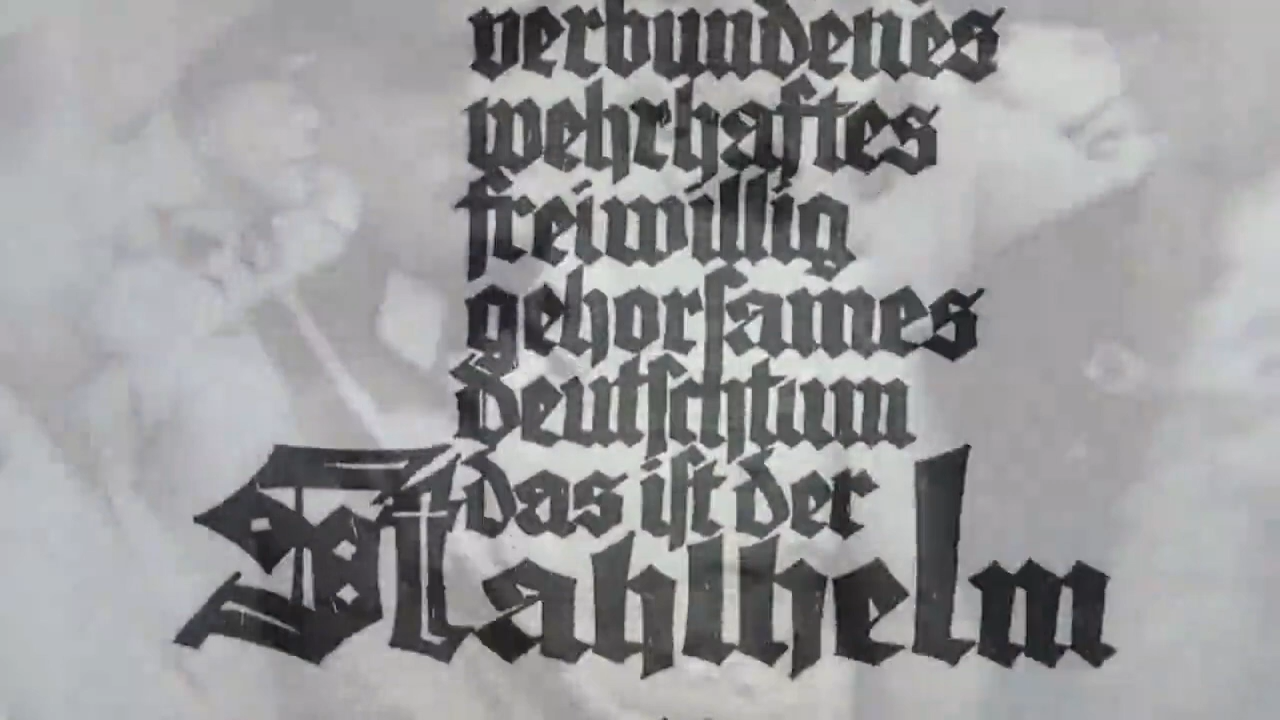 verbundenes
wehrhaftes
freiwillig
gehorſames
deutſchtum
das iſt der
Stahlhelm